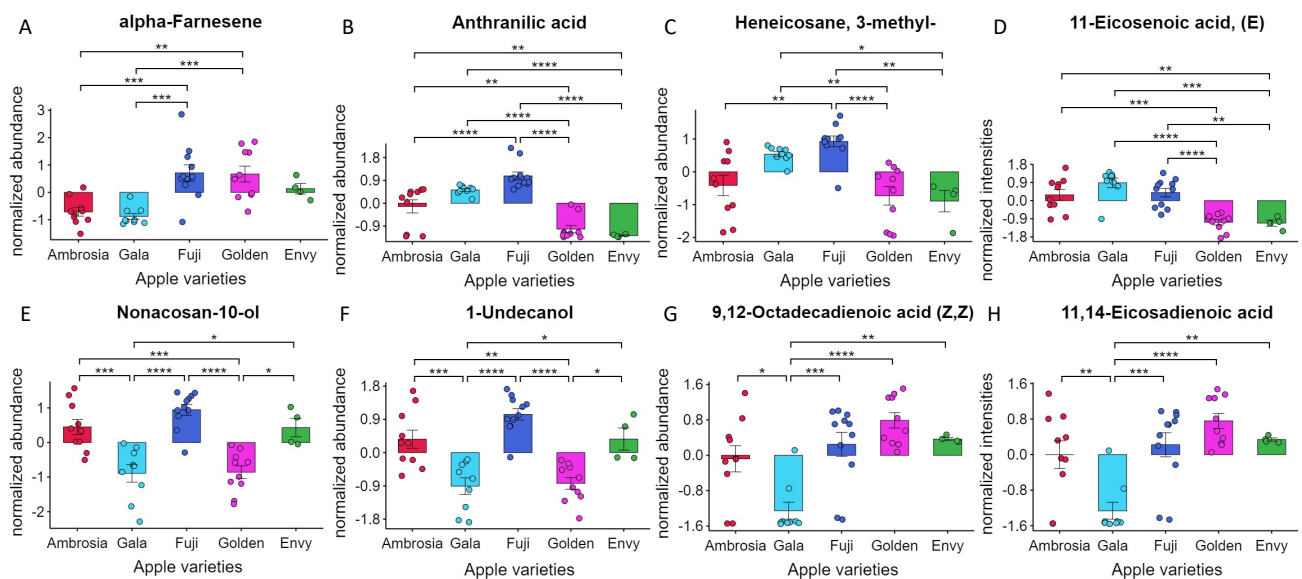 A alpha-Farnesene
** 
***
***
***
normalized abundance
3
2
1
0
-1
Ambrosia Gala Fuji Golden Envy
Apple varieties
B Anthranilic acid
**
****
**
****
****
**** ****
normalized abundance
1.8
0.9
0.0
-0.9
Ambrosia Gala Fuji Golden Envy
Apple varieties
C Heneicosane, 3-methyl-
*
**
**
** ****
normalized abundance
1
0
-1
-2
Ambrosia Gala Fuji Golden Envy
Apple varieties
D 11-Eicosenoic acid, (E)
**
***
***
**
****
****
normalized intensities
1.8
0.9
0.0
-0.9
-1.8
Ambrosia Gala Fuji Golden Envy
Apple varieties
E Nonacosan-10-ol
*
***
*** **** **** *
normalized abundance
1
0
-1
-2
Ambrosia Gala Fuji Golden Envy
Apple varieties
F 1-Undecanol
*
**
*** **** **** *
normalized abundance
1.8
0.9
0.0
-0.9
-1.8
Ambrosia Gala Fuji Golden Envy
Apple varieties
G 9,12-Octadecadienoic acid (Z,Z)
**
****
* ***
normalized abundance
1.6
0.8
0.0
-0.8
-1.6
Ambrosia Gala Fuji Golden Envy
Apple varieties
H 11,14-Eicosadienoic acid
**
****
** ***
normalized intensities
1.6
0.8
0.0
-0.8
-1.6
Ambrosia Gala Fuji Golden Envy
Apple varieties